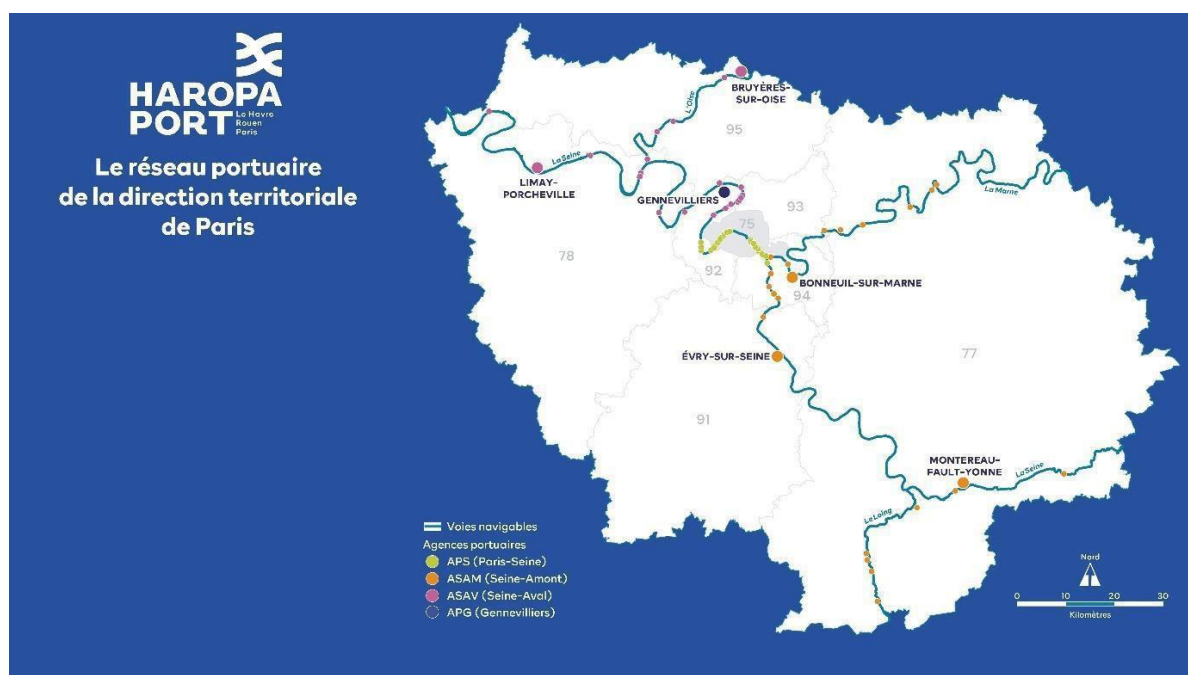 HAROPA
PORT
Le Havre
Rouen
Paris
Le réseau portuaire
de la direction territoriale
de Paris
BRUYÈRES-
SUR-OISE
L'Oise
95
La Seine
LIMAY-
PORCHEVILLE
GENNEVILLIERS
93
La Marne
75
78
92
BONNEUIL-SUR-MARNE
94
ÉVRY-SUR-SEINE
77
91
MONTEREAU-
FAULT-YONNE
La Seine
Le Loing
Voies navigables
Agences portuaires
APS (Paris-Seine)
ASAM (Seine-Amont)
ASAV (Seine-Aval)
APG (Gennevilliers)
Nord
0 10 20 30
Kilomètres